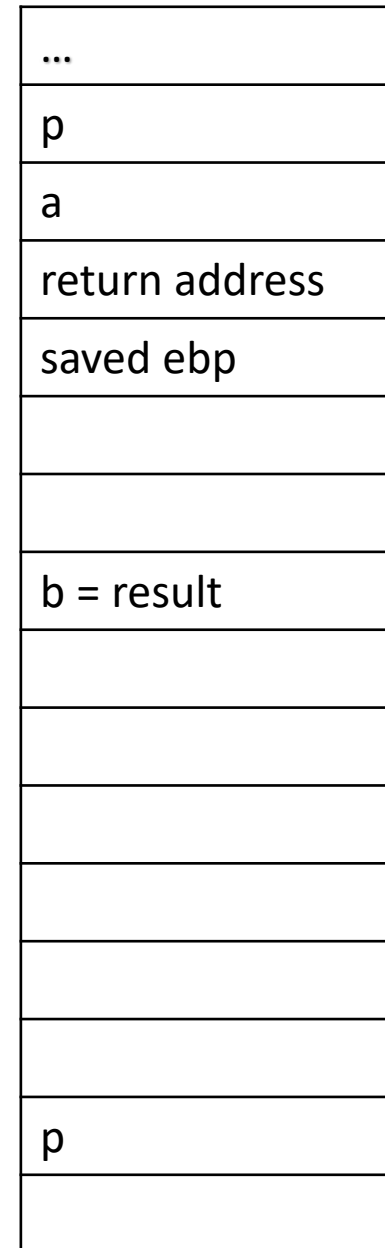 ...
p
a
return address
saved ebp
b = result
p